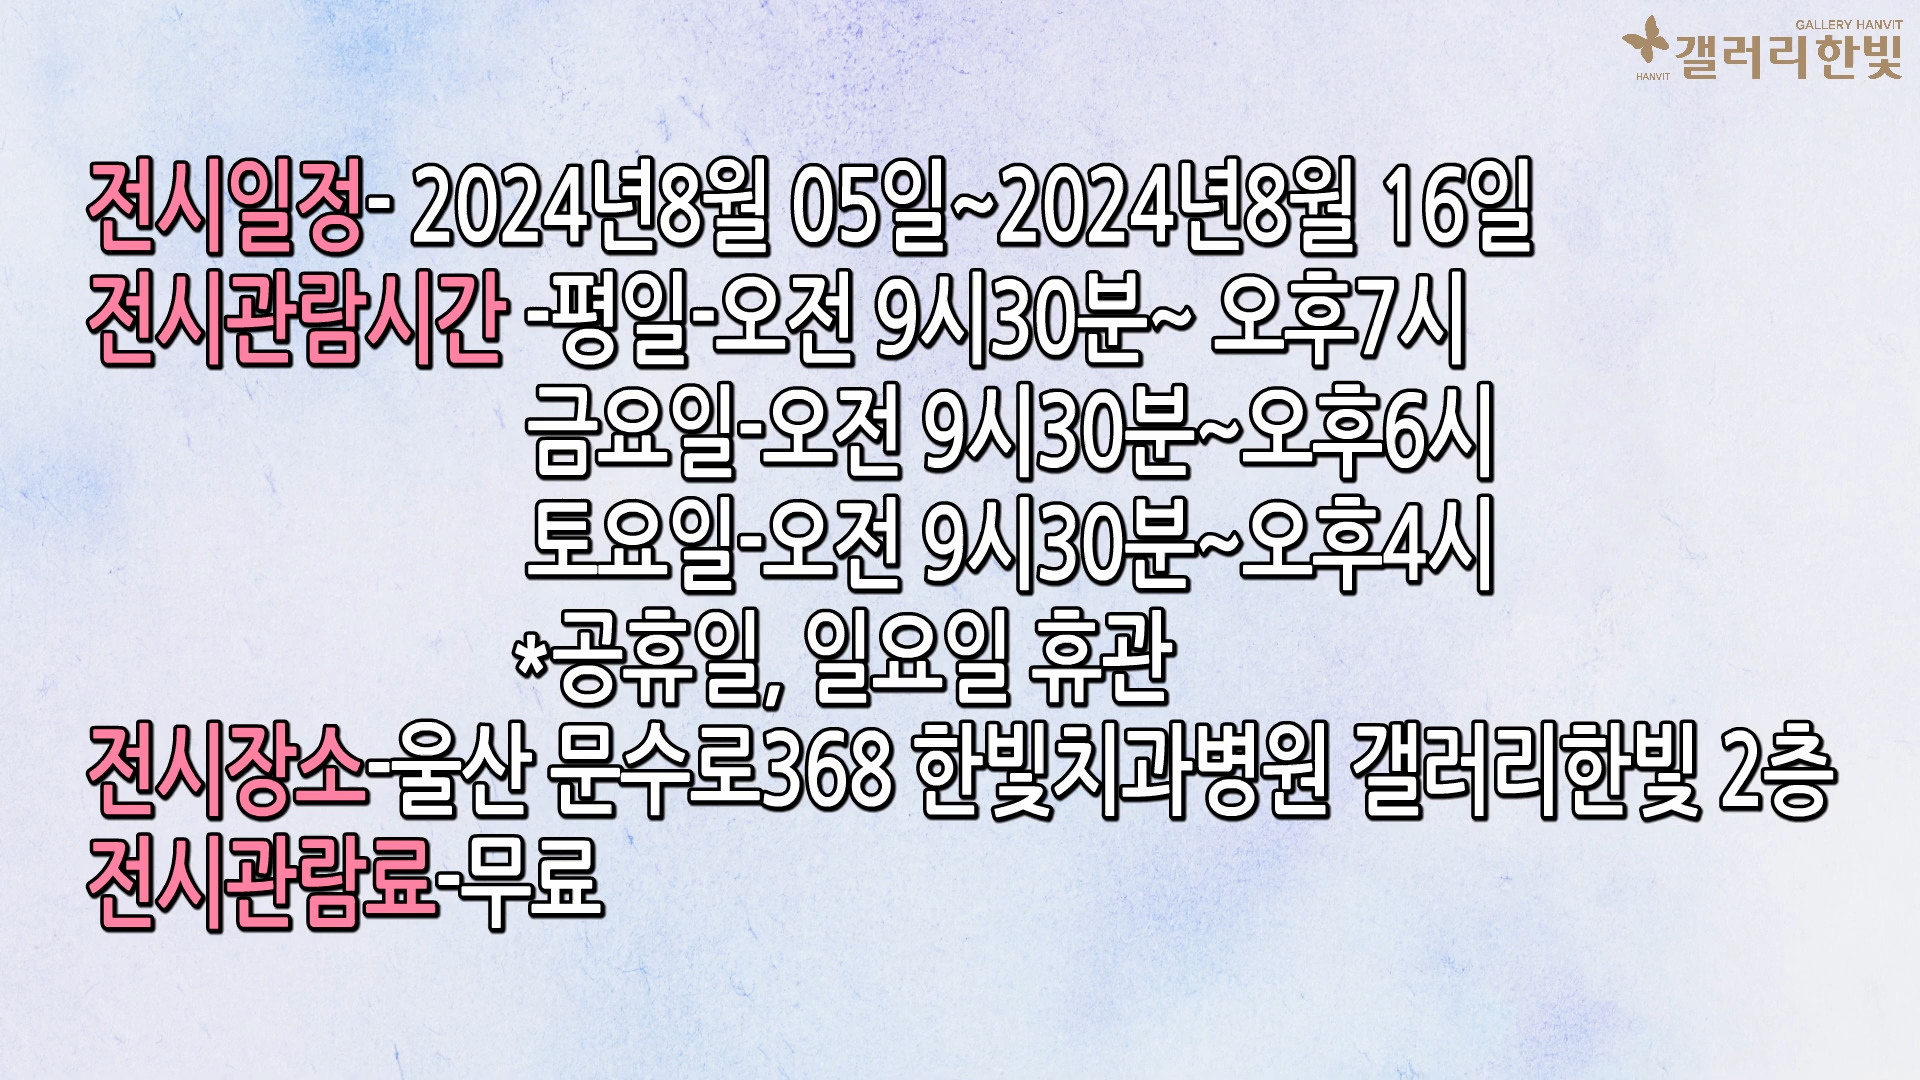 GALLERY HANVIT
갤러리한빛
HANVIT
전시일정- 2024년8월 05일~2024년8월 16일
전시관람시간 -평일-오전 9시30분~ 오후7시
금요일-오전 9시30분~오후6시
토요일-오전 9시30분~오후4시
*공휴일, 일요일 휴관
전시장소-울산 문수로368 한빛치과병원 갤러리한빛 2층
전시관람료-무료